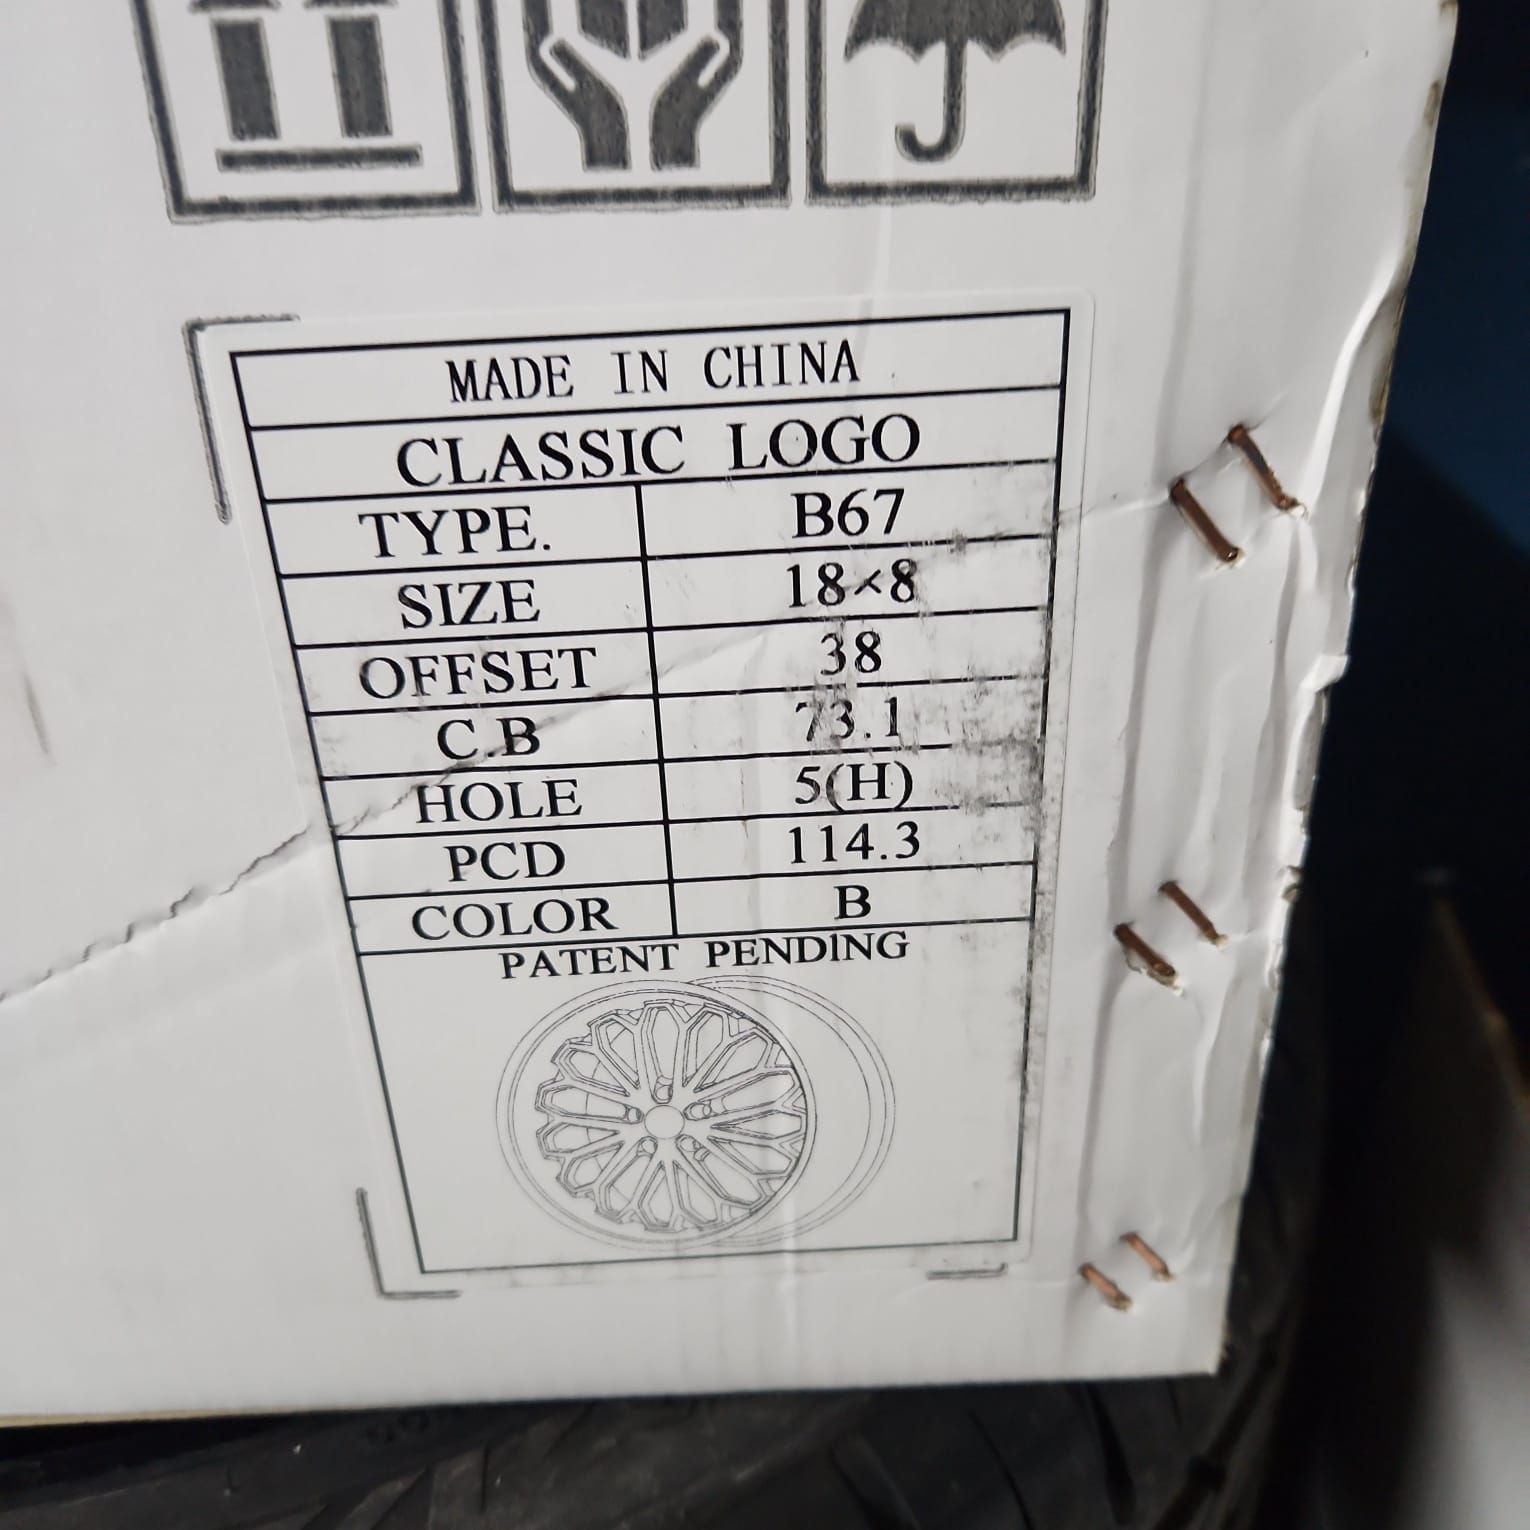 MADE IN CHINA
CLASSIC LOGO
TYPE. B67
SIZE 18×8
OFFSET 38
C.B 73.1
HOLE 5(H)
PCD 114.3
COLOR B
PATENT PENDING